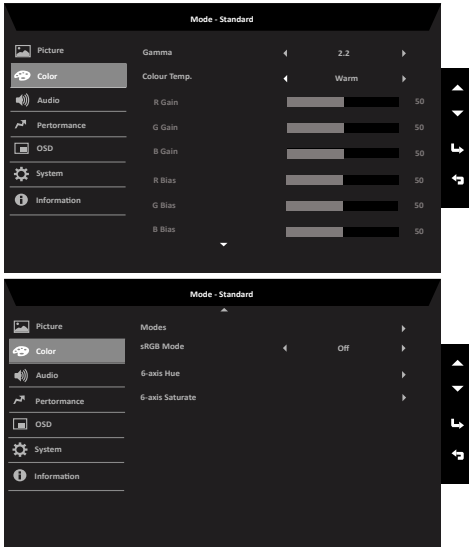 Mode - Standard
Picture
Gamma 2.2
Color
Colour Temp. Warm
Audio
R Gain 50
Pertormance
G Gain 50
OSD
B Gain 50
System
R Bias 50
Information
G Bias 50
B Bias 50
Mode - Standard
Picture
Modes
Color
sRGB Mode Off
Audio
6-axis Hue
Pertormance
6-axis Saturate
OSD
System
Information